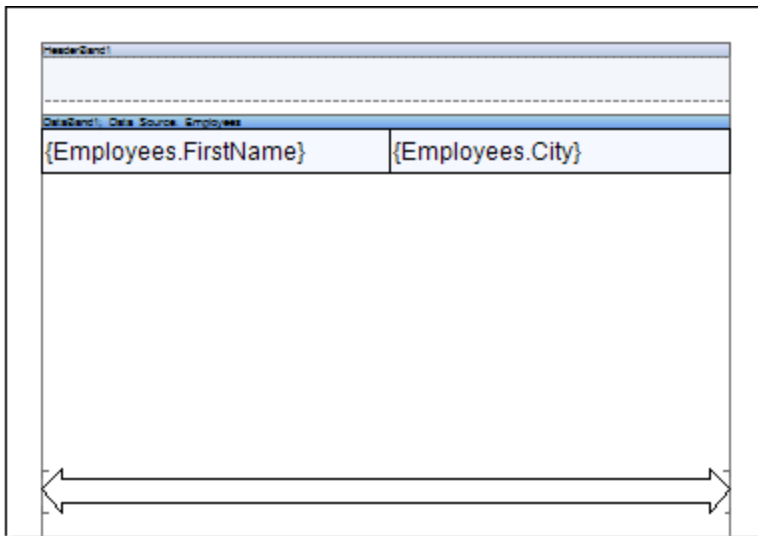 HeaderBand1
DataBand1; Data Source: Employees
{Employees.FirstName} {Employees.City}